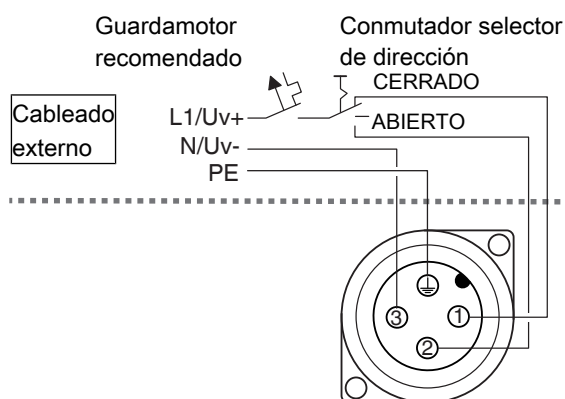 Guardamotor
recomendado
Conmutador selector
de dirección
CERRADO
Cableado
externo
L1/Uv+
ABIERTO
N/Uv-
PE
3
1
2